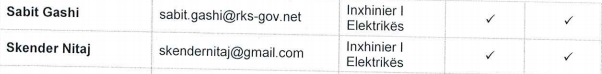 Sabit Gashi sabit.gashi@rks-gov.net Inxhinier I Elektrikës ✓ ✓
Skender Nitaj skendernitaj@gmail.com Inxhinier I Elektrikës ✓ ✓